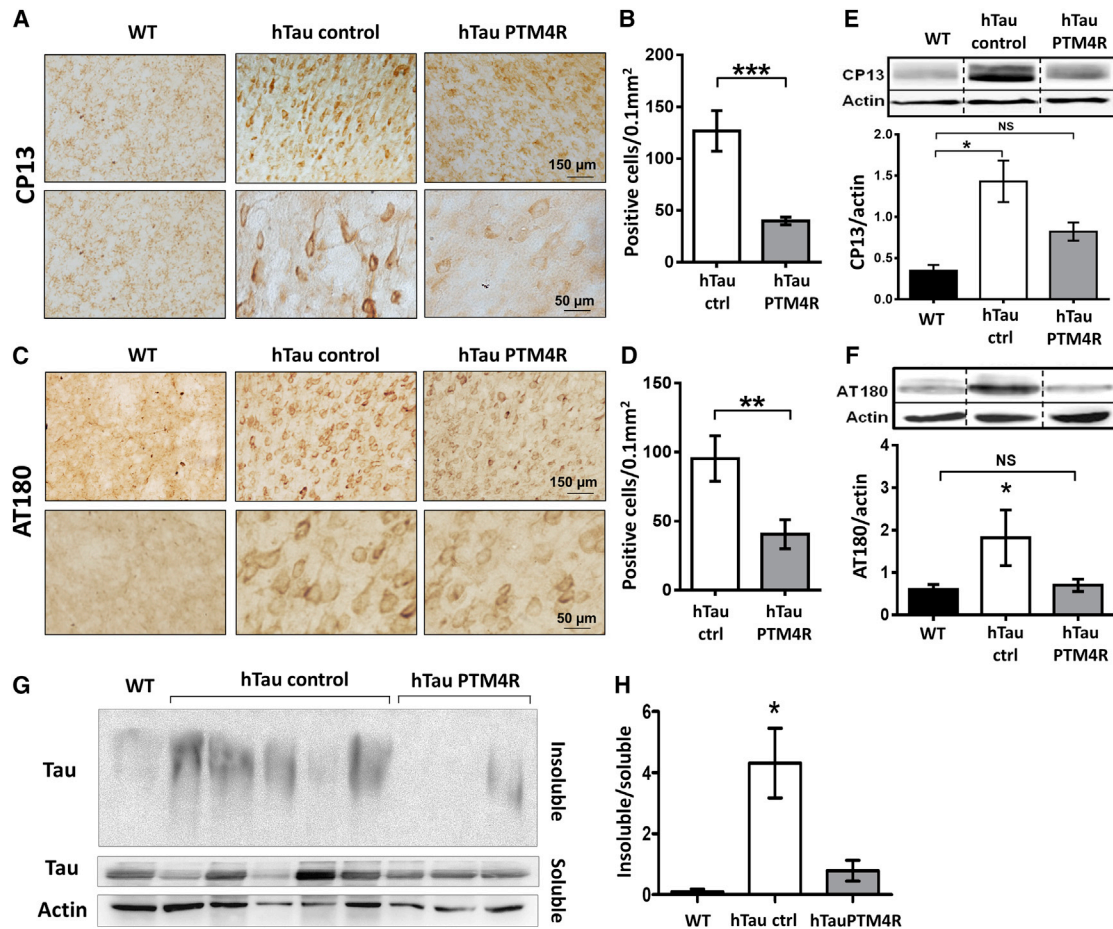 A
WT
hTau control
hTau PTM4R
CP13
150 µm
50 µm
B
Positive cells/0.1mm²
200
150
100
50
0
***
hTau ctrl
hTau PTM4R
C
WT
hTau control
hTau PTM4R
AT180
150 µm
50 µm
D
Positive cells/0.1mm²
150
100
50
0
**
hTau ctrl
hTau PTM4R
E
WT
hTau control
hTau PTM4R
CP13
Actin
NS
*
CP13/actin
2.0
1.5
1.0
0.5
0.0
WT
hTau ctrl
hTau PTM4R
F
AT180
Actin
NS
*
AT180/actin
4
3
2
1
0
WT
hTau ctrl
hTau PTM4R
G
WT
hTau control
hTau PTM4R
Tau
Insoluble
Tau
Soluble
Actin
H
Insoluble/soluble
6
4
2
0
*
WT
hTau ctrl
hTauPTM4R